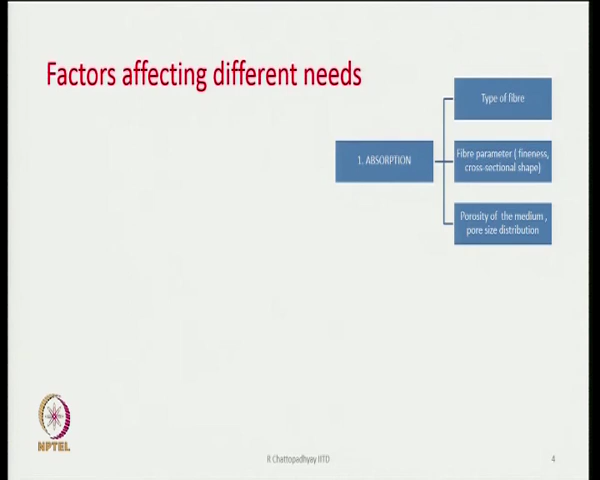 Factors affecting different needs
Type of fibre
1. ABSORPTION
Fibre parameter ( fineness,
cross-sectional shape)
Porosity of the medium ,
pore size distribution
NPTEL
R Chattopadhyay IITD
4